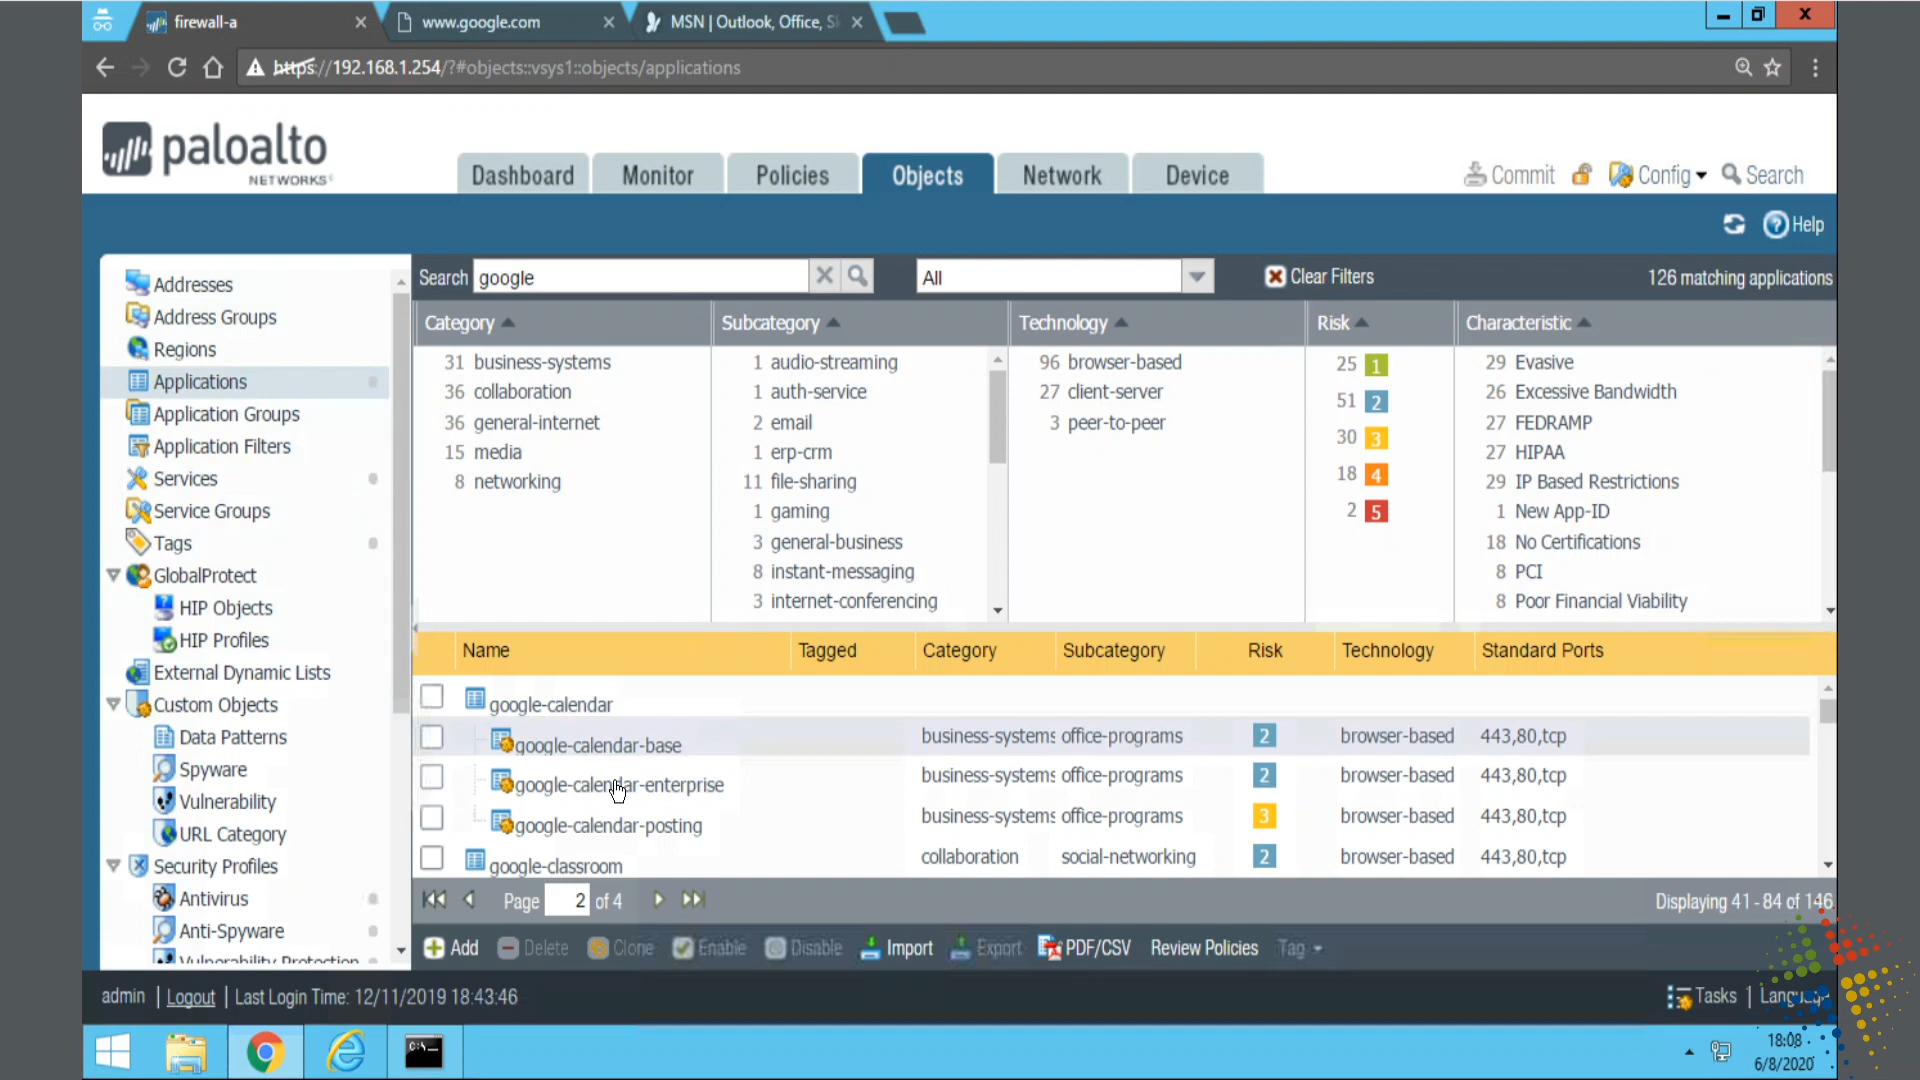 firewall-a
www.google.com
MSN | Outlook, Office, S
https://192.168.1.254/?#objects::vsys1::objects/applications
paloalto
NETWORKS
Dashboard
Monitor
Policies
Objects
Network
Device
Commit
Config
Search
Help
Addresses
Address Groups
Regions
Applications
Application Groups
Application Filters
Services
Service Groups
Tags
GlobalProtect
HIP Objects
HIP Profiles
External Dynamic Lists
Custom Objects
Data Patterns
Spyware
Vulnerability
URL Category
Security Profiles
Antivirus
Anti-Spyware
Vulnerability Protection
Search google
All
Clear Filters
126 matching applications
Category
31 business-systems
36 collaboration
36 general-internet
15 media
8 networking
Subcategory
1 audio-streaming
1 auth-service
2 email
1 erp-crm
11 file-sharing
1 gaming
3 general-business
8 instant-messaging
3 internet-conferencing
Technology
96 browser-based
27 client-server
3 peer-to-peer
Risk
25 1
51 2
30 3
18 4
2 5
Characteristic
29 Evasive
26 Excessive Bandwidth
27 FEDRAMP
27 HIPAA
29 IP Based Restrictions
1 New App-ID
18 No Certifications
8 PCI
8 Poor Financial Viability
Name Tagged Category Subcategory Risk Technology Standard Ports
google-calendar
google-calendar-base business-systems office-programs 2 browser-based 443,80,tcp
google-calendar-enterprise business-systems office-programs 2 browser-based 443,80,tcp
google-calendar-posting business-systems office-programs 3 browser-based 443,80,tcp
google-classroom collaboration social-networking 2 browser-based 443,80,tcp
Page 2 of 4
Displaying 41 - 84 of 146
Add Delete Clone Enable Disable Import Export PDF/CSV Review Policies Tag
admin | Logout | Last Login Time: 12/11/2019 18:43:46
Tasks | Language
C:\
18:08
6/8/2020